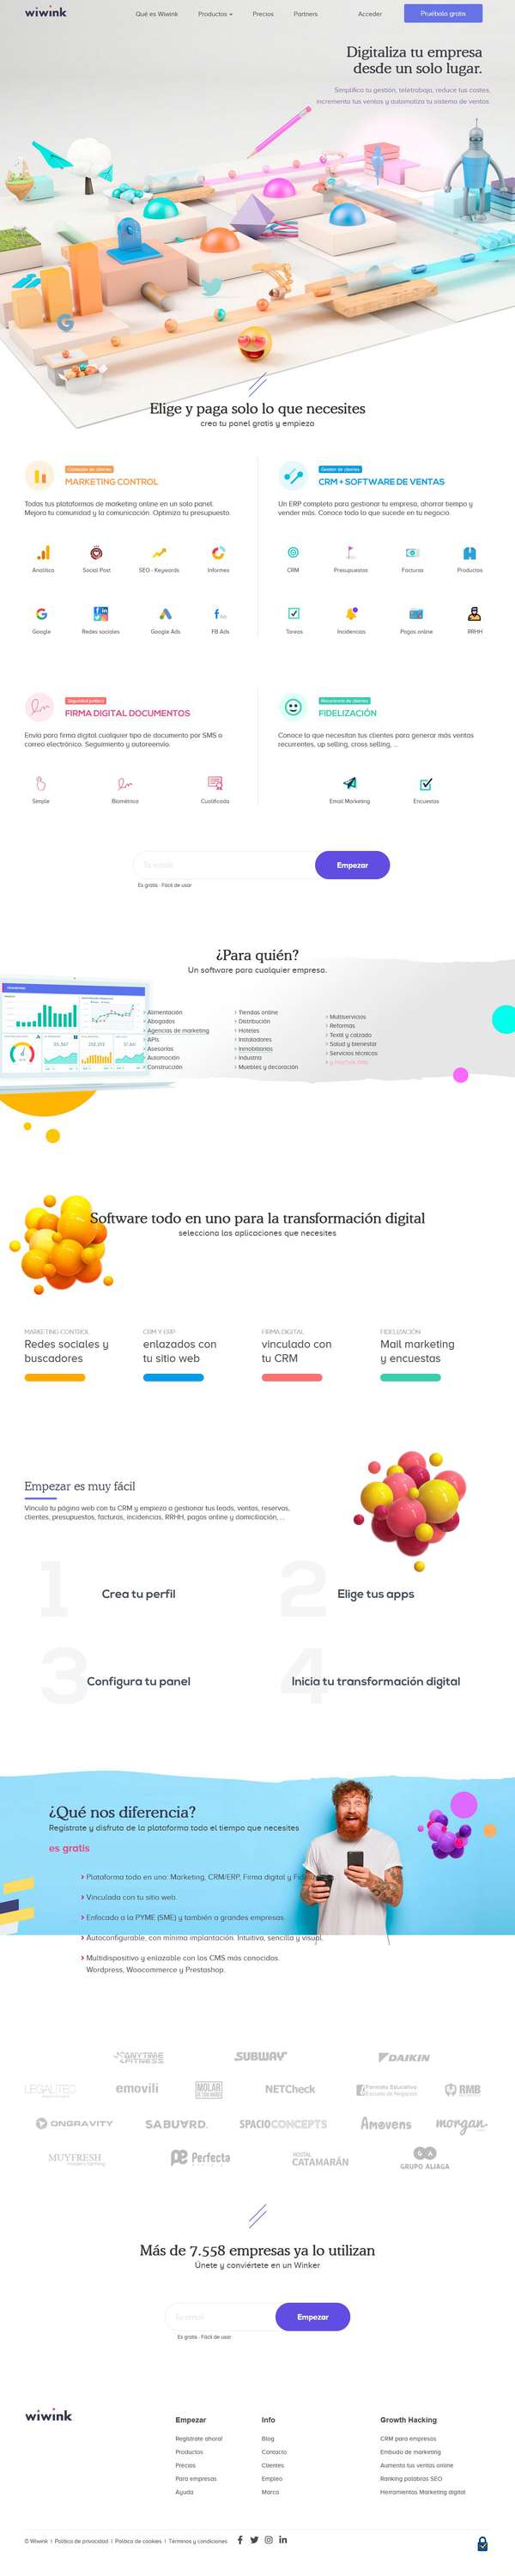 wiwink
Qué es Wiwink
Productos
Precios
Partners
Acceder
Pruébalo gratis
Digitaliza tu empresa
desde un solo lugar.
Simplifica tu gestión, teletrabaja, reduce tus costes,
incrementa tus ventas y automatiza tu sistema de ventas.
Elige y paga solo lo que necesites
crea tu panel gratis y empieza
MARKETING CONTROL
Todas tus plataformas de marketing online en un solo panel.
Mejora tu comunidad y la comunicación. Optimiza tu presupuesto.
Analítica
Social Post
SEO - Keywords
Informes
Google
Redes sociales
Google Ads
FB Ads
Gestor de clientes
CRM + SOFTWARE DE VENTAS
Un ERP completo para gestionar tu empresa, ahorrar tiempo y
vender más. Conoce todo lo que sucede en tu negocio.
CRM
Presupuestos
Facturas
Productos
Tareas
Incidencias
Pagos online
RRHH
Seguridad jurídica
FIRMA DIGITAL DOCUMENTOS
Envía para firma digital cualquier tipo de documento por SMS o
correo electrónico. Seguimiento y autoreenvío.
Simple
Biométrica
Cualificada
Recurrencia de clientes
FIDELIZACIÓN
Conoce lo que necesitan tus clientes para generar más ventas
recurrentes, up selling, cross selling, ...
Email Marketing
Encuestas
Tu email
Empezar
Es gratis · Fácil de usar
¿Para quién?
Un software para cualquier empresa.
› Alimentación
› Abogados
› Agencias de marketing
› APIs
› Asesorías
› Automoción
› Construcción
› Tiendas online
› Distribución
› Hoteles
› Instaladores
› Inmobiliarias
› Industria
› Muebles y decoración
› Multiservicios
› Reformas
› Textil y calzado
› Salud y bienestar
› Servicios técnicos
› y muchos más
Software todo en uno para la transformación digital
selecciona las aplicaciones que necesites
MARKETING CONTROL
Redes sociales y
buscadores
CRM Y ERP
enlazados con
tu sitio web
FIRMA DIGITAL
vinculado con
tu CRM
FIDELIZACIÓN
Mail marketing
y encuestas
Empezar es muy fácil
Vincula tu página web con tu CRM y empieza a gestionar tus leads, ventas, reservas,
clientes, presupuestos, facturas, incidencias, RRHH, pagos online y domiciliación, ...
1
Crea tu perfil
2
Elige tus apps
3
Configura tu panel
4
Inicia tu transformación digital
¿Qué nos diferencia?
Regístrate y disfruta de la plataforma todo el tiempo que necesites
es gratis
› Plataforma todo en uno: Marketing, CRM/ERP, Firma digital y
› Vinculada con tu sitio web.
› Enfocado a la PYME (SME) y también a grandes empresas.
› Autoconfigurable, con mínima implantación. Intuitiva, sencilla y visual.
› Multidispositivo y enlazable con los CMS más conocidos.
Wordpress, Woocommerce y Prestashop.
ANYTIME
FITNESS
SUBWAY
DAIKIN
LEGALITEC
emovili
MOLAR
NETCheck
Formato Educativo
Escuela de Negocios
RMB
ONGRAVITY
SABUARD.
SPACIOCONCEPTS
Amovens
morgan
MUYFRESH
Perfecta
HOSTAL
CATAMARÁN
GRUPO ALIAGA
Más de 7.558 empresas ya lo utilizan
Únete y conviértete en un Winker
Tu email
Empezar
Es gratis · Fácil de usar
wiwink
Empezar
Regístrate ahora!
Productos
Precios
Para empresas
Ayuda
Info
Blog
Contacto
Clientes
Empleo
Marca
Growth Hacking
CRM para empresas
Embudo de marketing
Aumenta tus ventas online
Ranking palabras SEO
Herramientas Marketing digital
© Wiwink | Política de privacidad | Política de cookies | Términos y condiciones